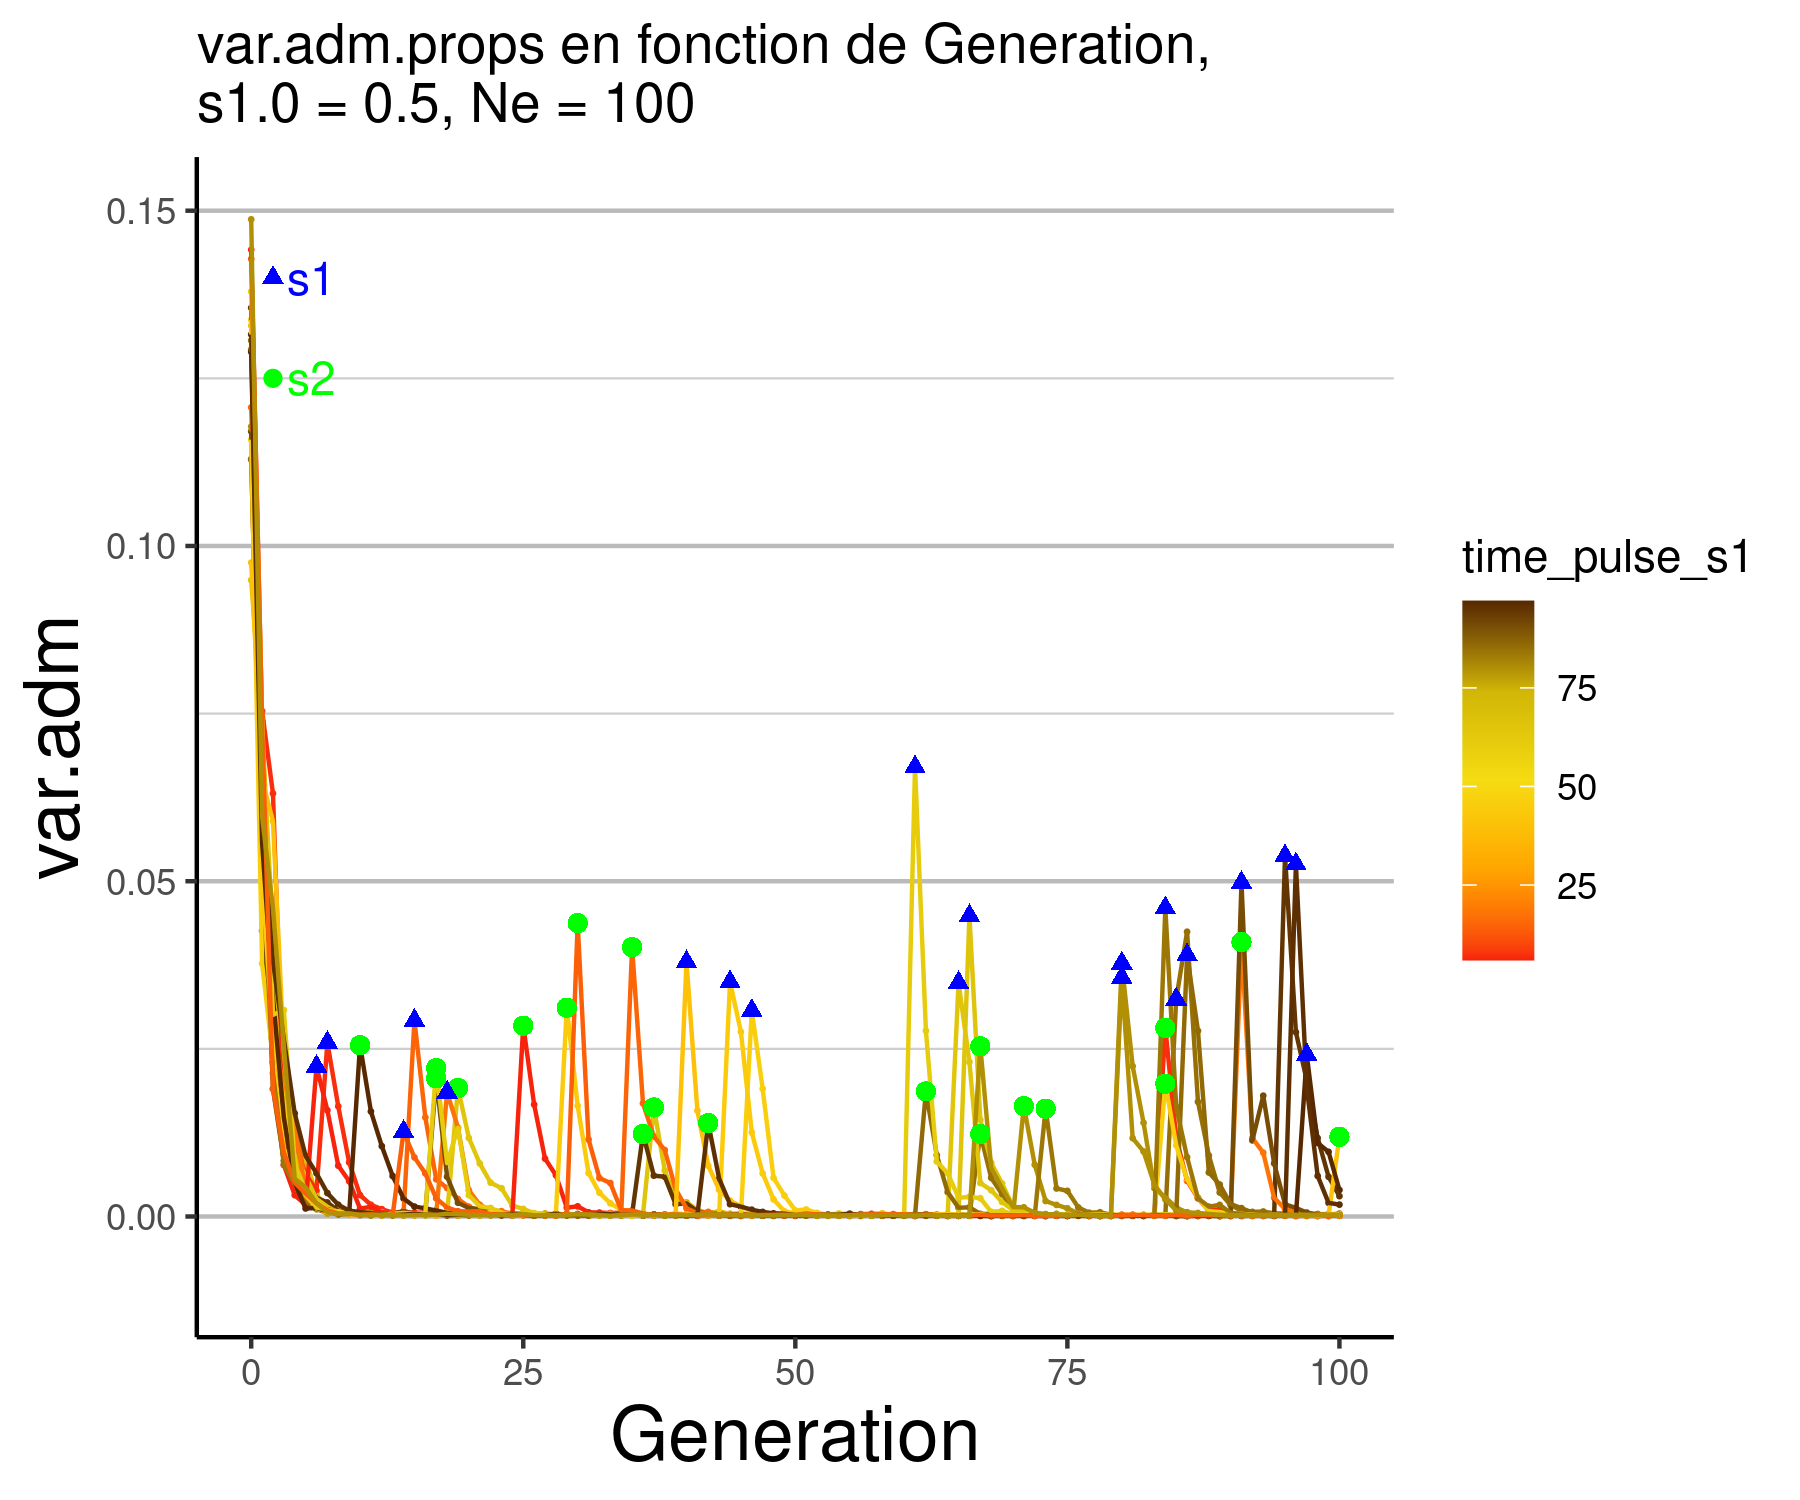 var.adm.props en fonction de Generation,
s1.0 = 0.5, Ne = 100
0.15
s1
s2
0.10
0.05
0.00
var.adm
0
25
50
75
100
Generation
time_pulse_s1
75
50
25